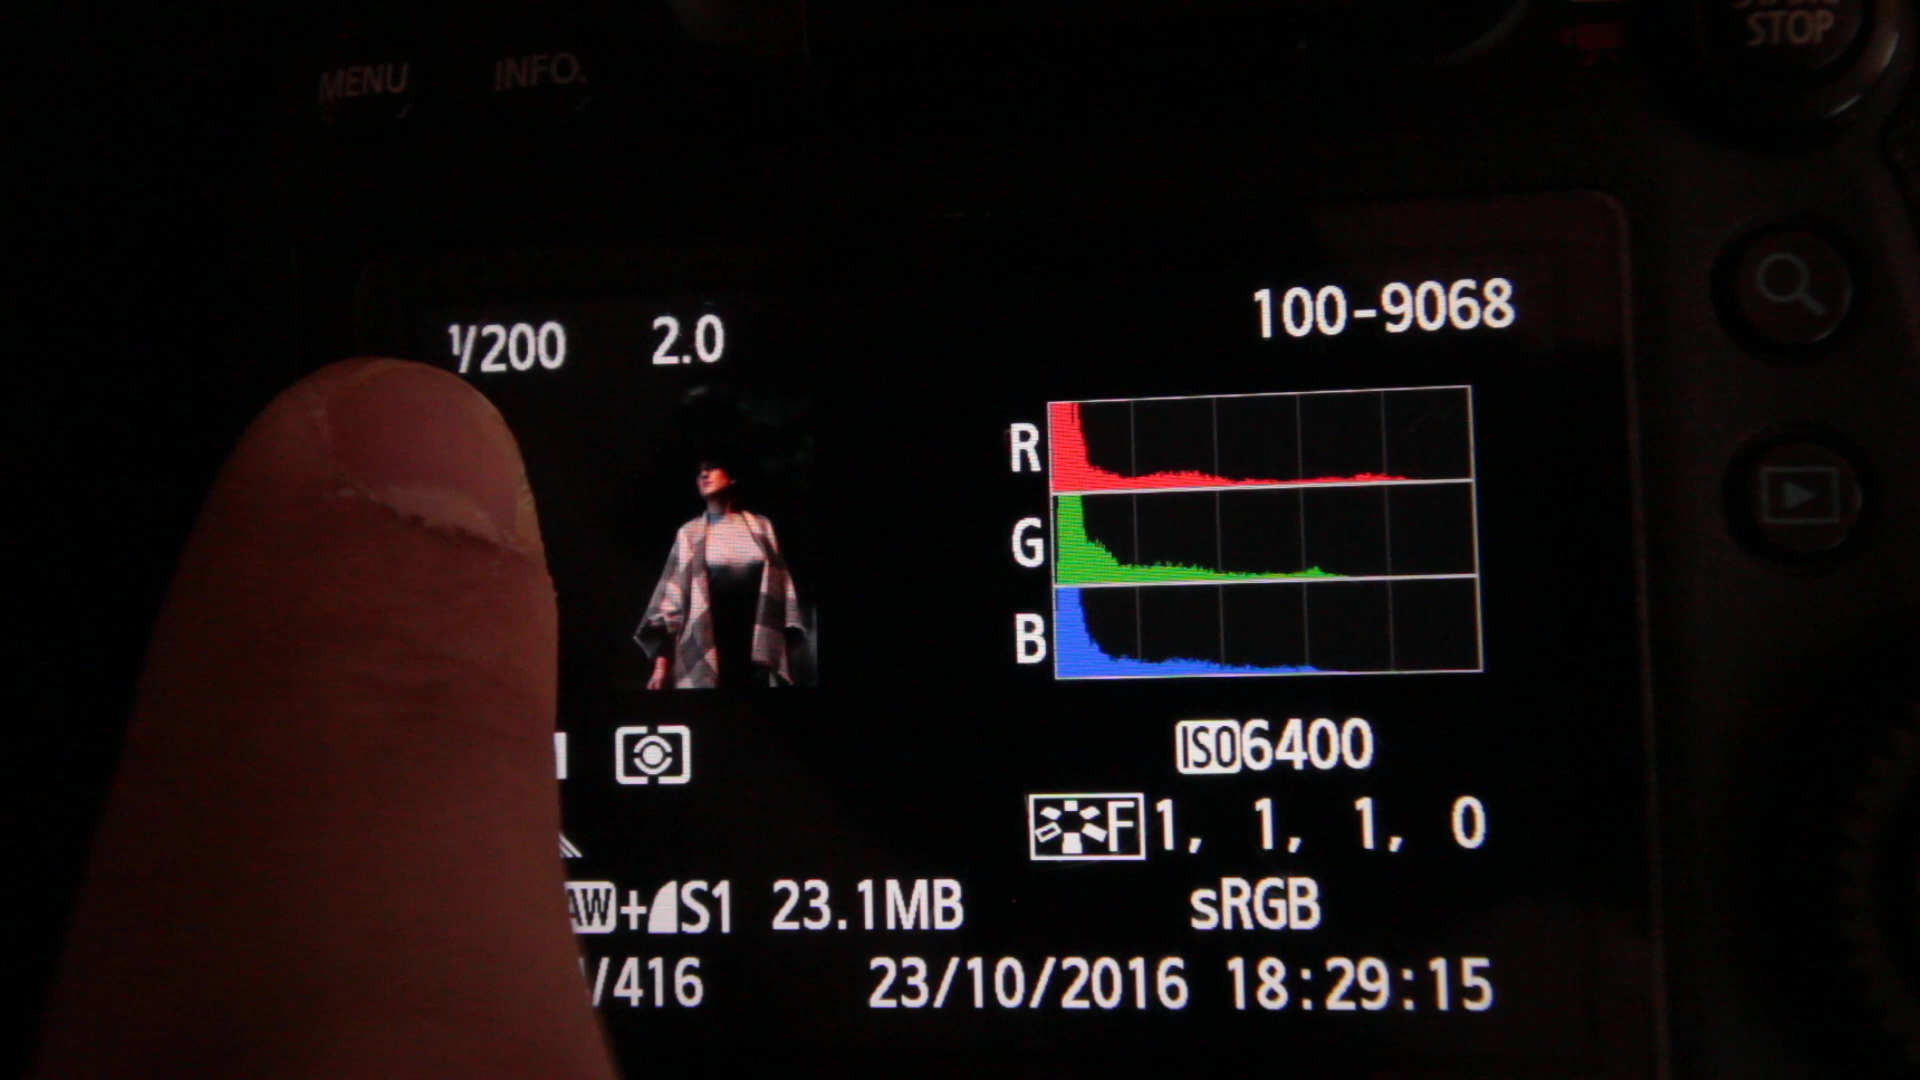 STOP
MENU INFO.
1/200 2.0 100-9068
R
G
B
ISO6400
F 1, 1, 1, 0
AW+S1 23.1MB sRGB
/416 23/10/2016 18:29:15